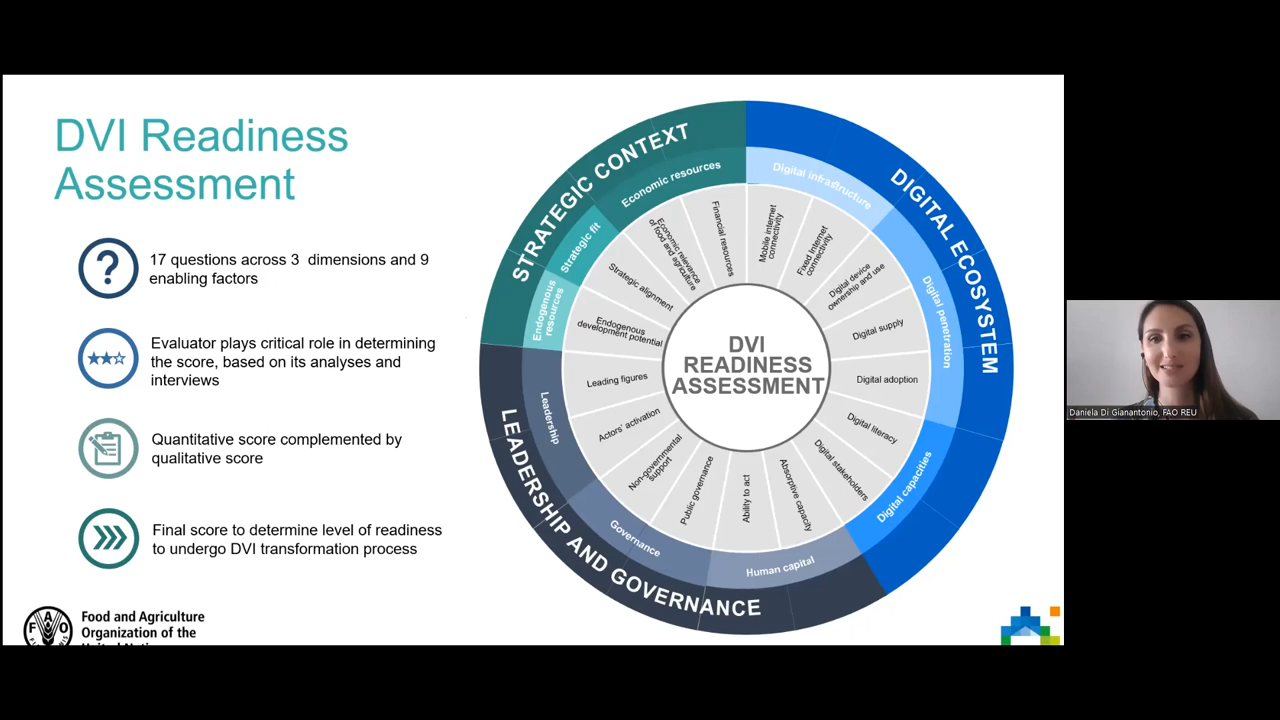 DVI Readiness
Assessment
17 questions across 3 dimensions and 9
enabling factors
Evaluator plays critical role in determining
the score, based on its analyses and
interviews
Quantitative score complemented by
qualitative score
Final score to determine level of readiness
to undergo DVI transformation process
FAO
Food and Agriculture
Organization of the
STRATEGIC CONTEXT
Economic resources
Strategic fit
Endogenous
resources
DIGITAL ECOSYSTEM
Digital Infrastructure
Digital penetration
Digital capacities
LEADERSHIP AND GOVERNANCE
Leadership
Governance
Human capital
Mobile internet
connectivity
Fixed Internet
connectivity
Digital device
ownership and use
Digital supply
Digital adoption
Digital literacy
Digital stakeholders
Absorptive capacity
Ability to act
Public governance
Non-governmental
support
Actors' activation
Leading figures
Endogenous
development potential
Strategic alignment
Economic relevance
of food and agriculture
Financial resources
DVI
READINESS
ASSESSMENT
Daniela Di Gianantonio, FAO REU